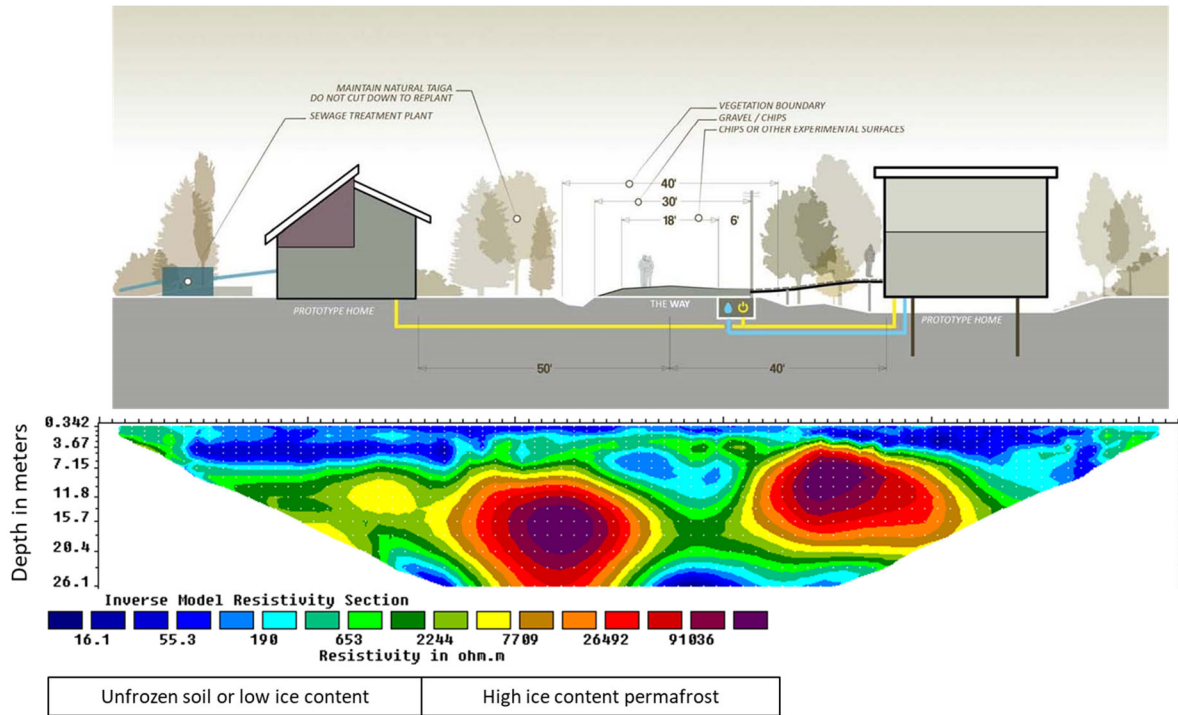 MAINTAIN NATURAL TAIGA
DO NOT CUT DOWN TO REPLANT
SEWAGE TREATMENT PLANT
VEGETATION BOUNDARY
GRAVEL / CHIPS
CHIPS OR OTHER EXPERIMENTAL SURFACES
40'
30'
18' 6'
PROTOTYPE HOME
THE WAY
PROTOTYPE HOME
50' 40'
Depth in meters
0.342
3.67
7.15
11.8
15.7
20.4
26.1
Inverse Model Resistivity Section
16.1 55.3 190 653 2244 7709 26492 91036
Resistivity in ohm.m
Unfrozen soil or low ice content High ice content permafrost